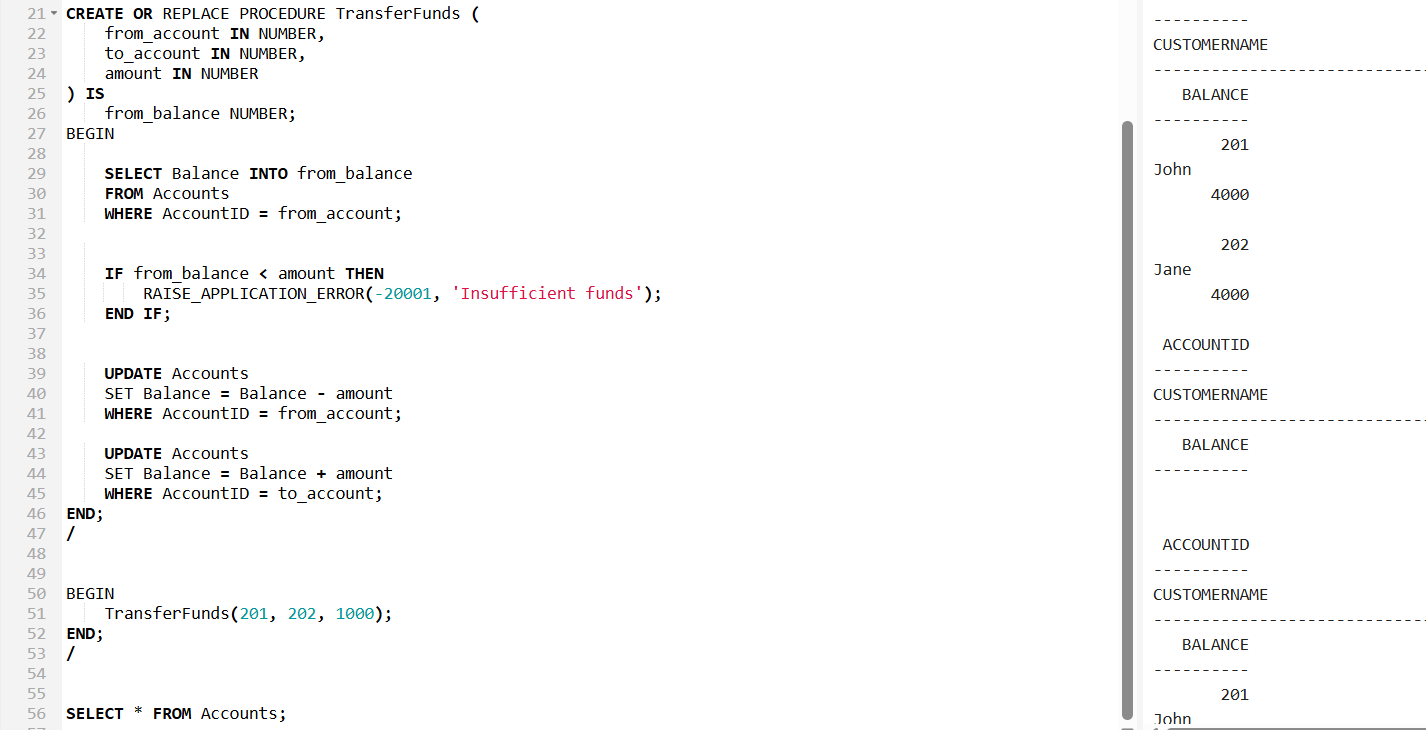 21 CREATE OR REPLACE PROCEDURE TransferFunds (
22 from_account IN NUMBER,
23 to_account IN NUMBER,
24 amount IN NUMBER
25 ) IS
26 from_balance NUMBER;
27 BEGIN
28
29 SELECT Balance INTO from_balance
30 FROM Accounts
31 WHERE AccountID = from_account;
32
33
34 IF from_balance < amount THEN
35 RAISE_APPLICATION_ERROR(-20001, 'Insufficient funds');
36 END IF;
37
38
39 UPDATE Accounts
40 SET Balance = Balance - amount
41 WHERE AccountID = from_account;
42
43 UPDATE Accounts
44 SET Balance = Balance + amount
45 WHERE AccountID = to_account;
46 END;
47 /
48
49
50 BEGIN
51 TransferFunds(201, 202, 1000);
52 END;
53 /
54
55
56 SELECT * FROM Accounts;
----------
CUSTOMERNAME
-----------------------------
BALANCE
----------
201
John
4000
202
Jane
4000
ACCOUNTID
----------
CUSTOMERNAME
-----------------------------
BALANCE
----------
ACCOUNTID
----------
CUSTOMERNAME
-----------------------------
BALANCE
----------
201
John